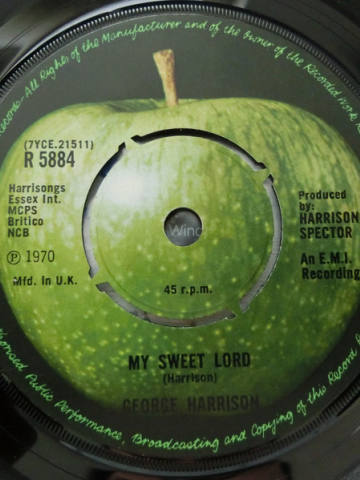 Records-All Rights of the Manufacturer and of the Owner of the Recorded Work
(7YCE.21511)
R 5884
Harrisongs
Essex Int.
MCPS
Britico
NCB
Ⓟ 1970
Mfd. In U.K.
Produced
by:
HARRISON
SPECTOR
An E.M.I.
Recording
45 r.p.m.
MY SWEET LORD
(Harrison)
GEORGE HARRISON
Public Performance, Broadcasting and Copying of this Record